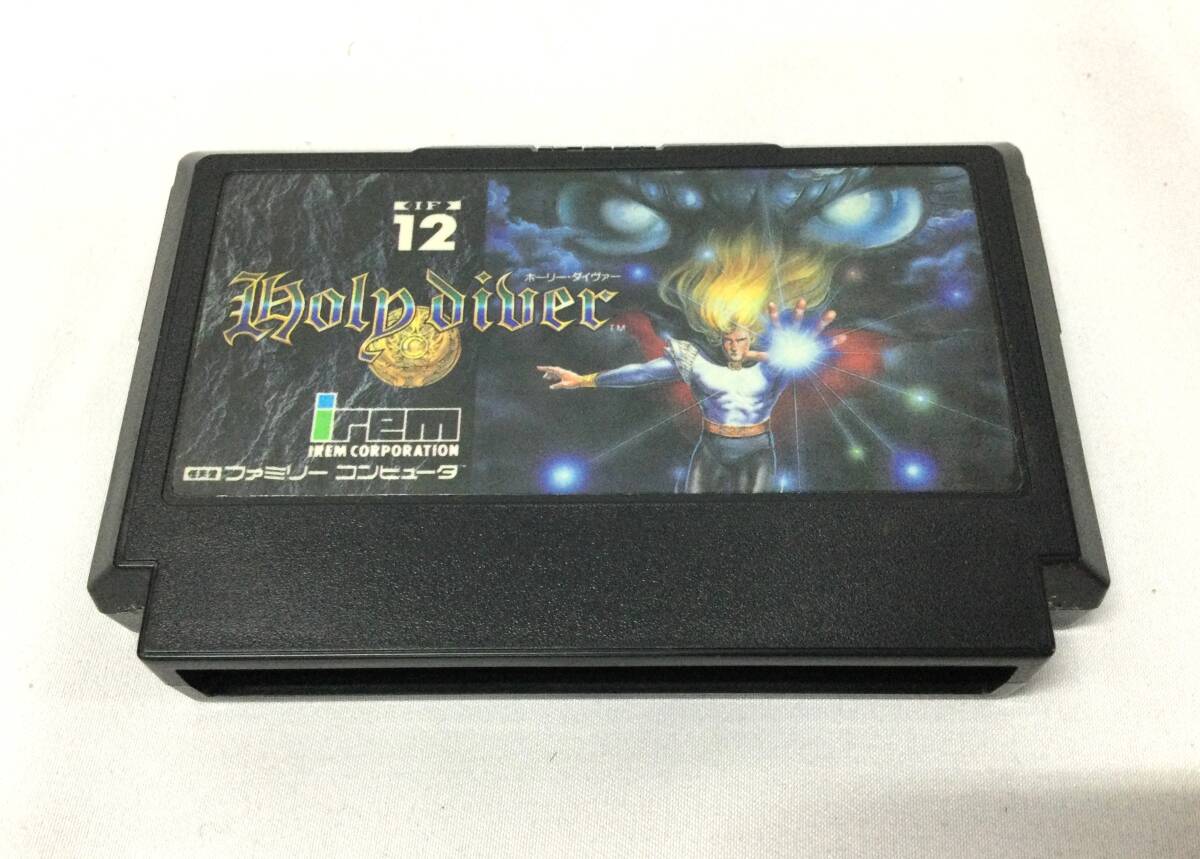 IF
12
ホーリー・ダイヴァー
Holy diver TM
irem
IREM CORPORATION
ファミリー コンピュータ